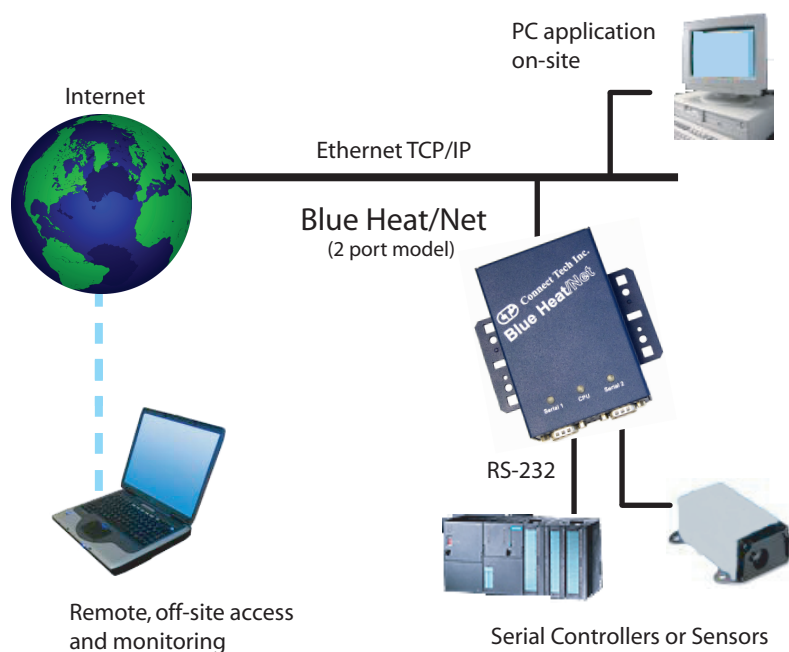 PC application
on-site
Internet
Ethernet TCP/IP
Blue Heat/Net
(2 port model)
Connect Tech Inc.
Blue Heat/Net
Serial 1
CPU
Serial 2
RS-232
Remote, off-site access
and monitoring
Serial Controllers or Sensors